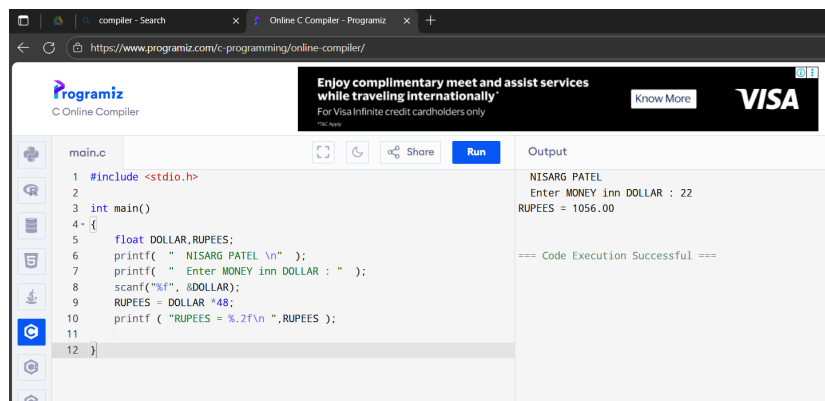 compiler - Search
Online C Compiler - Programiz
https://www.programiz.com/c-programming/online-compiler/
Programiz
C Online Compiler
Enjoy complimentary meet and assist services
while traveling internationally*
For Visa Infinite credit cardholders only
*T&C Apply
Know More
VISA
main.c
Share
Run
Output
1 #include <stdio.h>
2
3 int main()
4 {
5 float DOLLAR,RUPEES;
6 printf( "  NISARG PATEL \n"  );
7 printf(  "  Enter MONEY inn DOLLAR : "  );
8 scanf("%f", &DOLLAR);
9 RUPEES = DOLLAR *48;
10 printf ( "RUPEES = %.2f\n ",RUPEES );
11
12 }
NISARG PATEL
Enter MONEY inn DOLLAR : 22
RUPEES = 1056.00
=== Code Execution Successful ===